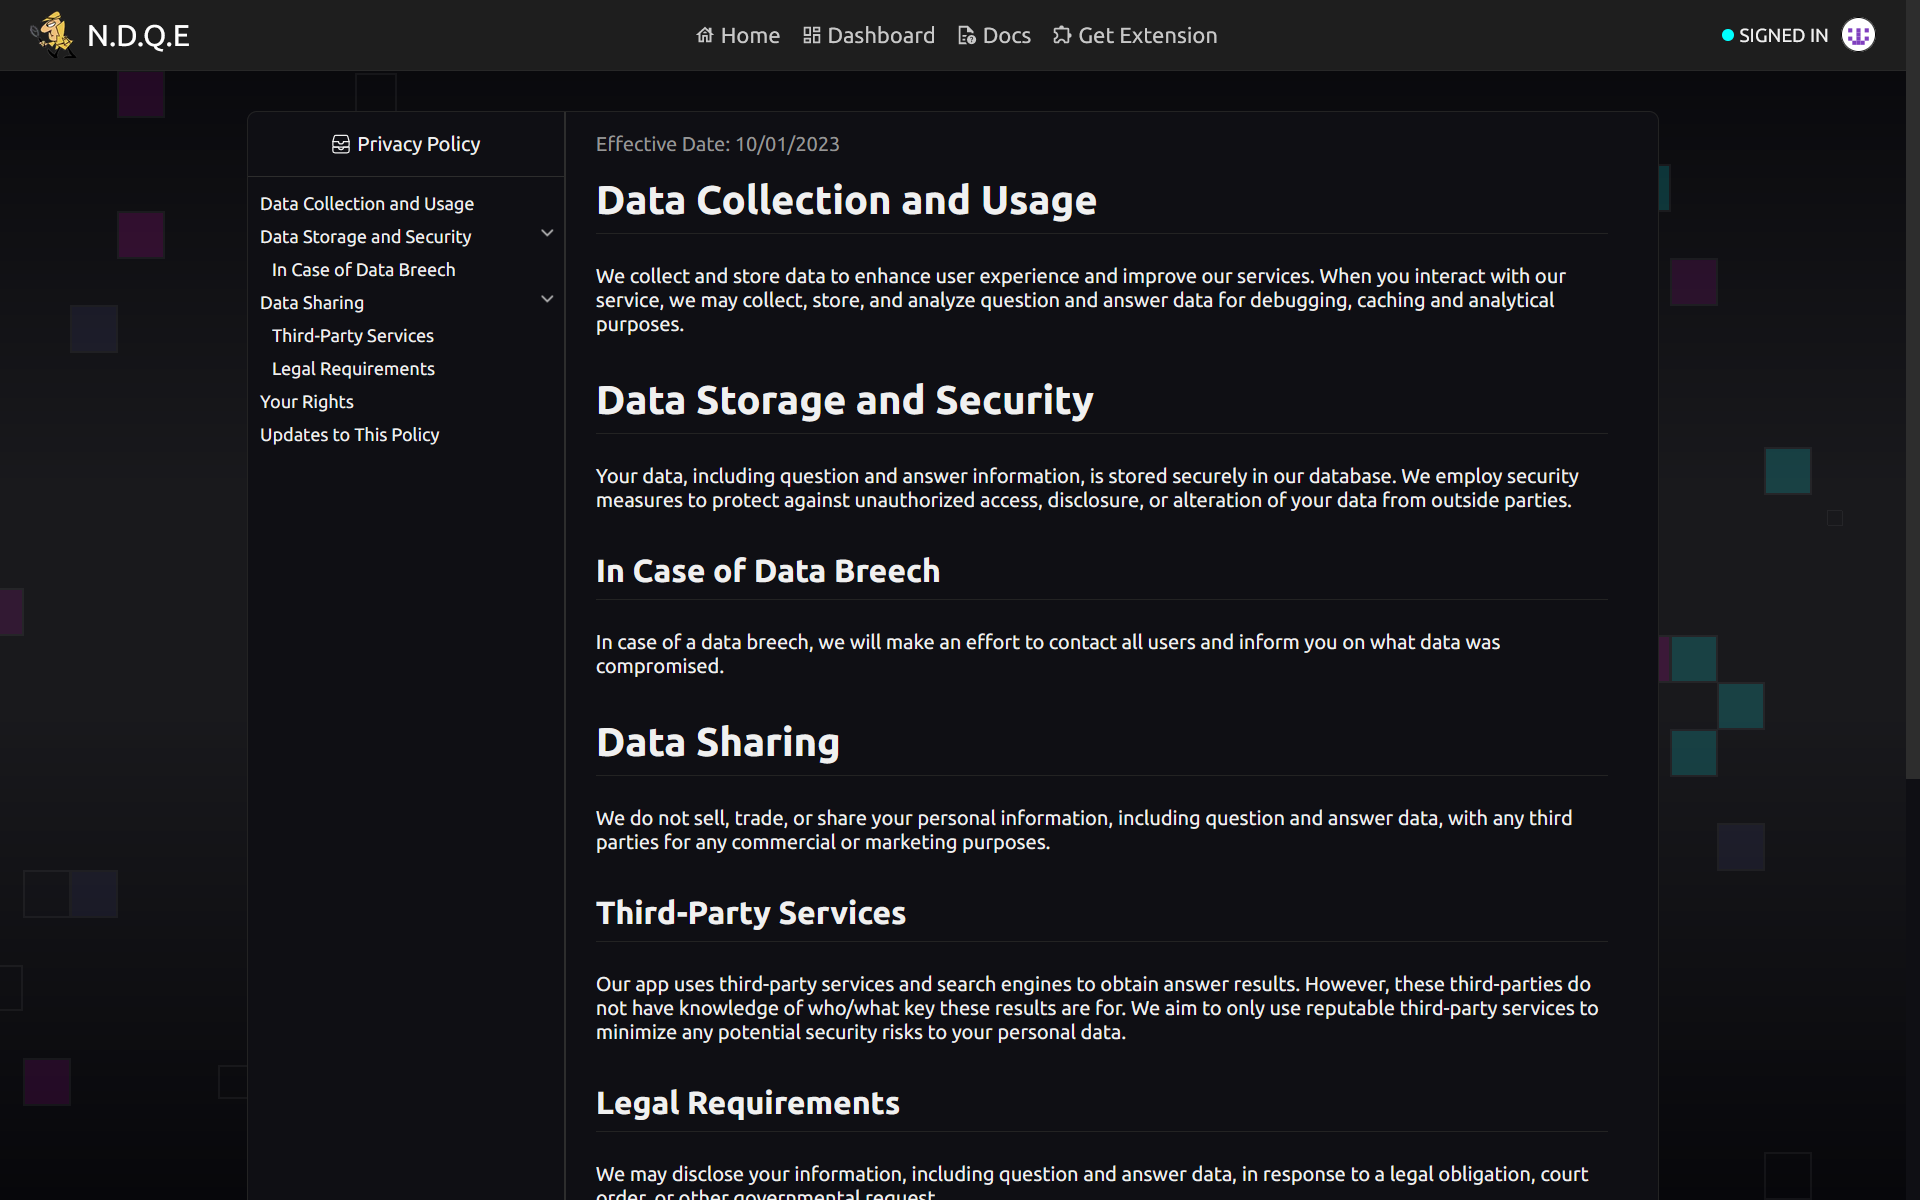 N.D.Q.E
Home Dashboard Docs Get Extension
SIGNED IN
Privacy Policy
Data Collection and Usage
Data Storage and Security
In Case of Data Breech
Data Sharing
Third-Party Services
Legal Requirements
Your Rights
Updates to This Policy
Effective Date: 10/01/2023
Data Collection and Usage
We collect and store data to enhance user experience and improve our services. When you interact with our
service, we may collect, store, and analyze question and answer data for debugging, caching and analytical
purposes.
Data Storage and Security
Your data, including question and answer information, is stored securely in our database. We employ security
measures to protect against unauthorized access, disclosure, or alteration of your data from outside parties.
In Case of Data Breech
In case of a data breech, we will make an effort to contact all users and inform you on what data was
compromised.
Data Sharing
We do not sell, trade, or share your personal information, including question and answer data, with any third
parties for any commercial or marketing purposes.
Third-Party Services
Our app uses third-party services and search engines to obtain answer results. However, these third-parties do
not have knowledge of who/what key these results are for. We aim to only use reputable third-party services to
minimize any potential security risks to your personal data.
Legal Requirements
We may disclose your information, including question and answer data, in response to a legal obligation, court
order, or other governmental request.